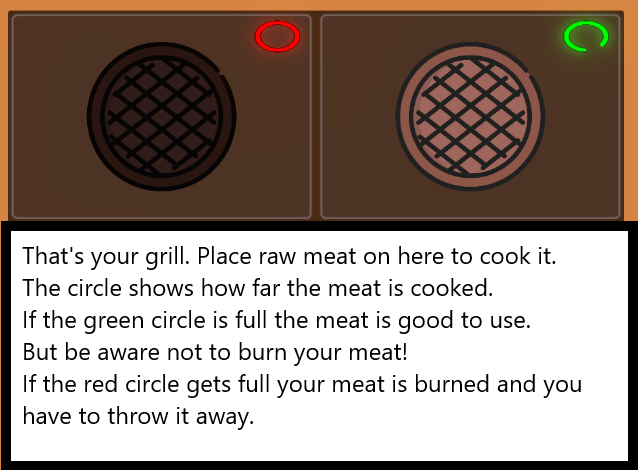 That's your grill. Place raw meat on here to cook it.
The circle shows how far the meat is cooked.
If the green circle is full the meat is good to use.
But be aware not to burn your meat!
If the red circle gets full your meat is burned and you
have to throw it away.